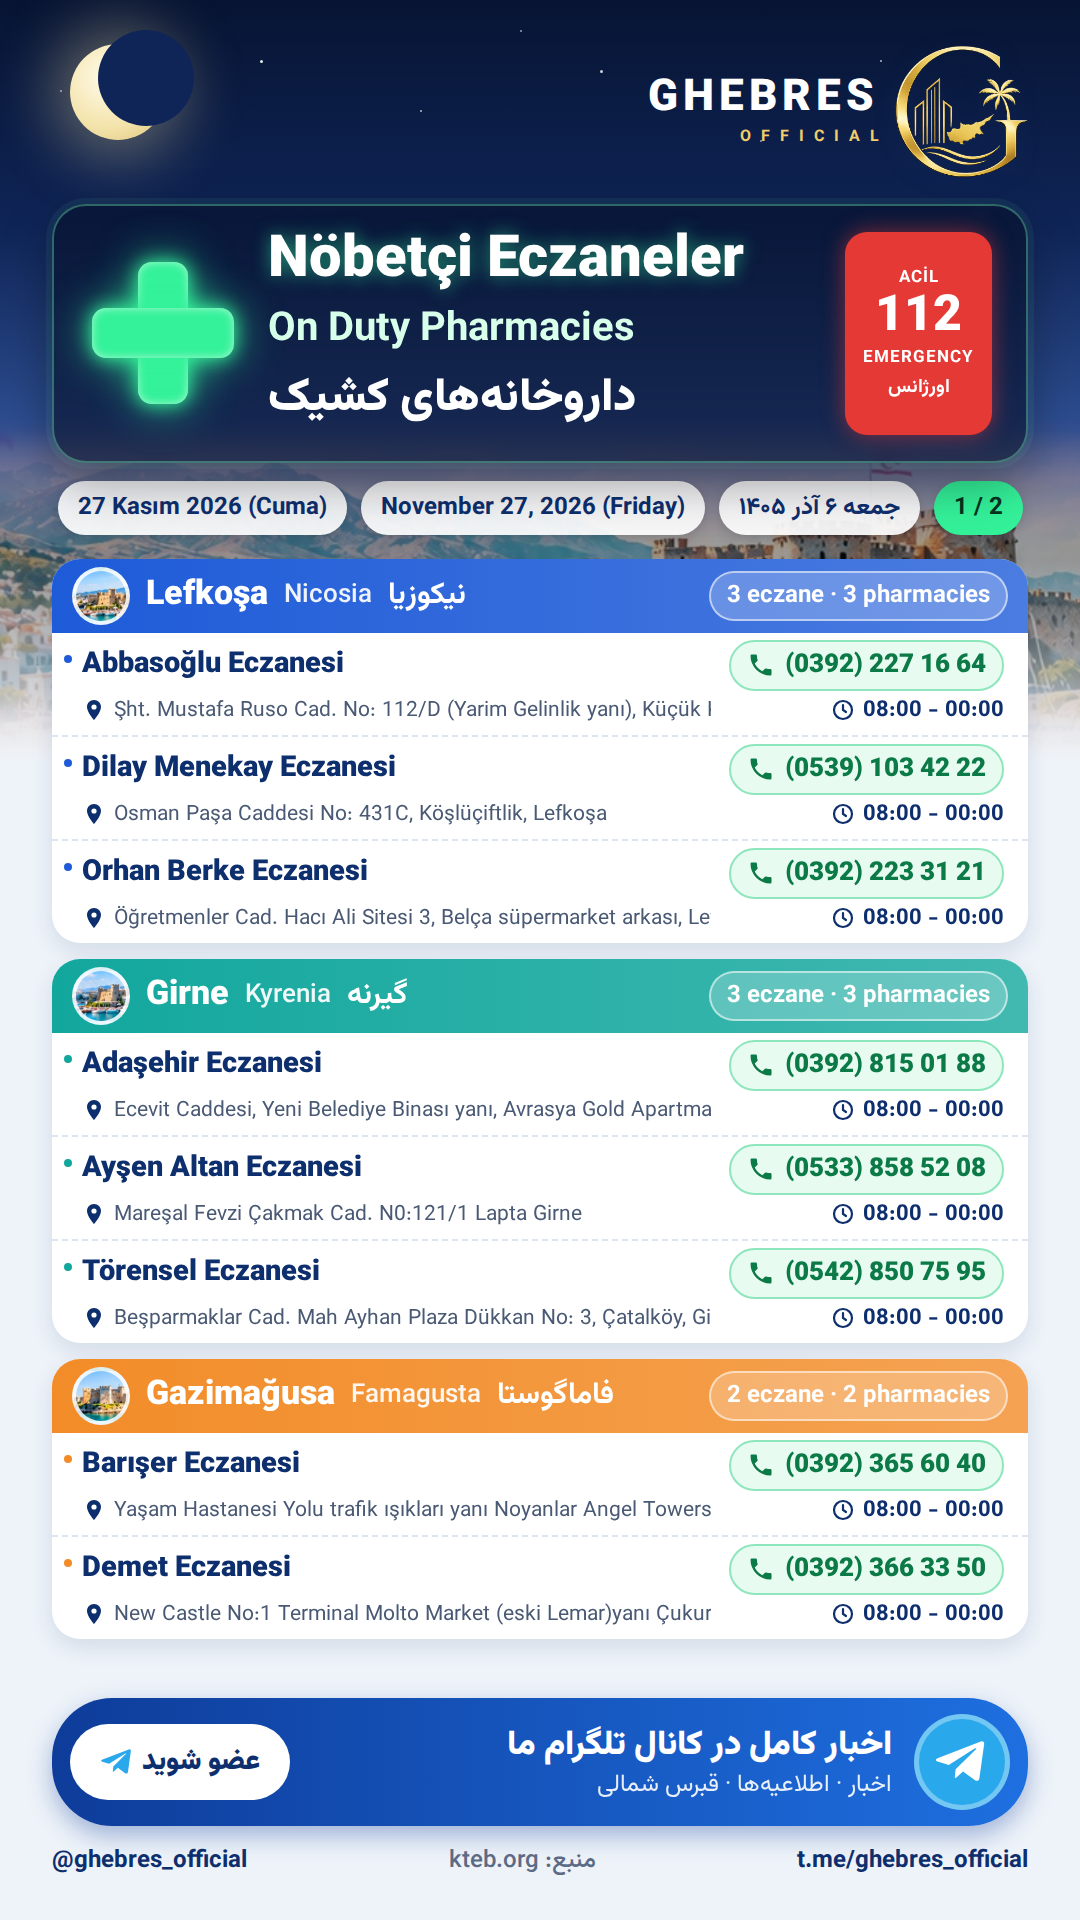 GHEBRES
OFFICIAL
Nöbetçi Eczaneler
On Duty Pharmacies
داروخانه‌های کشیک
ACİL
112
EMERGENCY
اورژانس
27 Kasım 2026 (Cuma)
November 27, 2026 (Friday)
جمعه ۶ آذر ۱۴۰۵
1 / 2
Lefkoşa Nicosia نیکوزیا
3 eczane · 3 pharmacies
Abbasoğlu Eczanesi
(0392) 227 16 64
Şht. Mustafa Ruso Cad. No: 112/D (Yarim Gelinlik yanı), Küçük
08:00 - 00:00
Dilay Menekay Eczanesi
(0539) 103 42 22
Osman Paşa Caddesi No: 431C, Köşlüçiftlik, Lefkoşa
08:00 - 00:00
Orhan Berke Eczanesi
(0392) 223 31 21
Öğretmenler Cad. Hacı Ali Sitesi 3, Belça süpermarket arkası, Le
08:00 - 00:00
Girne Kyrenia گیرنه
3 eczane · 3 pharmacies
Adaşehir Eczanesi
(0392) 815 01 88
Ecevit Caddesi, Yeni Belediye Binası yanı, Avrasya Gold Apartma
08:00 - 00:00
Ayşen Altan Eczanesi
(0533) 858 52 08
Mareşal Fevzi Çakmak Cad. N0:121/1 Lapta Girne
08:00 - 00:00
Törensel Eczanesi
(0542) 850 75 95
Beşparmaklar Cad. Mah Ayhan Plaza Dükkan No: 3, Çatalköy, Gi
08:00 - 00:00
Gazimağusa Famagusta فاماگوستا
2 eczane · 2 pharmacies
Barışer Eczanesi
(0392) 365 60 40
Yaşam Hastanesi Yolu trafik ışıkları yanı Noyanlar Angel Towers
08:00 - 00:00
Demet Eczanesi
(0392) 366 33 50
New Castle No:1 Terminal Molto Market (eski Lemar)yanı Çukur
08:00 - 00:00
اخبار کامل در کانال تلگرام ما
اخبار · اطلاعیه‌ها · قبرس شمالی
عضو شوید
@ghebres_official
منبع: kteb.org
t.me/ghebres_official